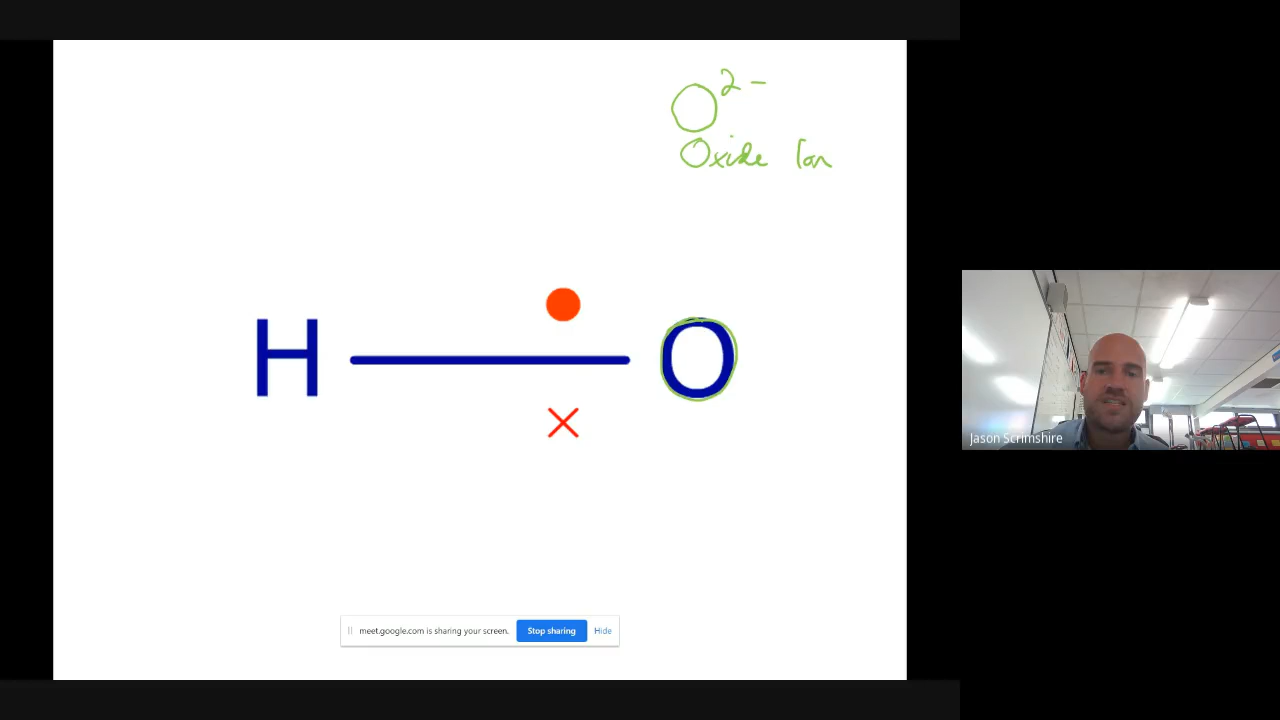 O2-
Oxide Ion
H O
Jason Scrimshire
meet.google.com is sharing your screen. Stop sharing Hide